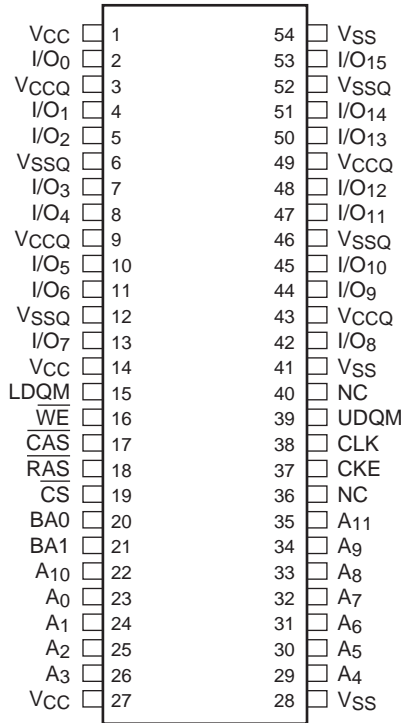 VCC 1 54 VSS
I/O0 2 53 I/O15
VCCQ 3 52 VSSQ
I/O1 4 51 I/O14
I/O2 5 50 I/O13
VSSQ 6 49 VCCQ
I/O3 7 48 I/O12
I/O4 8 47 I/O11
VCCQ 9 46 VSSQ
I/O5 10 45 I/O10
I/O6 11 44 I/O9
VSSQ 12 43 VCCQ
I/O7 13 42 I/O8
VCC 14 41 VSS
LDQM 15 40 NC
WE 16 39 UDQM
CAS 17 38 CLK
RAS 18 37 CKE
CS 19 36 NC
BA0 20 35 A11
BA1 21 34 A9
A10 22 33 A8
A0 23 32 A7
A1 24 31 A6
A2 25 30 A5
A3 26 29 A4
VCC 27 28 VSS